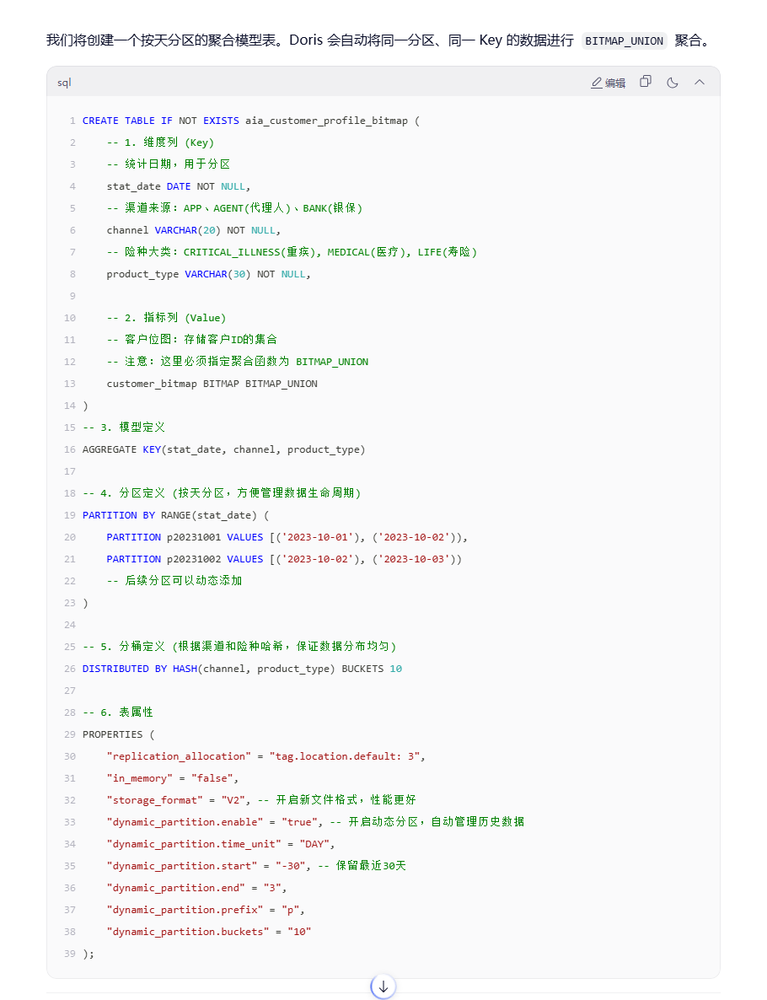 我们将创建一个按天分区的聚合模型表。Doris 会自动将同一分区、同一 Key 的数据进行 BITMAP_UNION 聚合。
sql 编辑
1 CREATE TABLE IF NOT EXISTS aia_customer_profile_bitmap (
2     -- 1. 维度列 (Key)
3     -- 统计日期，用于分区
4     stat_date DATE NOT NULL,
5     -- 渠道来源：APP、AGENT(代理人)、BANK(银保)
6     channel VARCHAR(20) NOT NULL,
7     -- 险种大类：CRITICAL_ILLNESS(重疾), MEDICAL(医疗), LIFE(寿险)
8     product_type VARCHAR(30) NOT NULL,
9
10     -- 2. 指标列 (Value)
11     -- 客户位图：存储客户ID的集合
12     -- 注意：这里必须指定聚合函数为 BITMAP_UNION
13     customer_bitmap BITMAP BITMAP_UNION
14 )
15 -- 3. 模型定义
16 AGGREGATE KEY(stat_date, channel, product_type)
17
18 -- 4. 分区定义 (按天分区，方便管理数据生命周期)
19 PARTITION BY RANGE(stat_date) (
20     PARTITION p20231001 VALUES [('2023-10-01'), ('2023-10-02')),
21     PARTITION p20231002 VALUES [('2023-10-02'), ('2023-10-03'))
22     -- 后续分区可以动态添加
23 )
24
25 -- 5. 分桶定义 (根据渠道和险种哈希，保证数据分布均匀)
26 DISTRIBUTED BY HASH(channel, product_type) BUCKETS 10
27
28 -- 6. 表属性
29 PROPERTIES (
30     "replication_allocation" = "tag.location.default: 3",
31     "in_memory" = "false",
32     "storage_format" = "V2", -- 开启新文件格式，性能更好
33     "dynamic_partition.enable" = "true", -- 开启动态分区，自动管理历史数据
34     "dynamic_partition.time_unit" = "DAY",
35     "dynamic_partition.start" = "-30", -- 保留最近30天
36     "dynamic_partition.end" = "3",
37     "dynamic_partition.prefix" = "p",
38     "dynamic_partition.buckets" = "10"
39 );